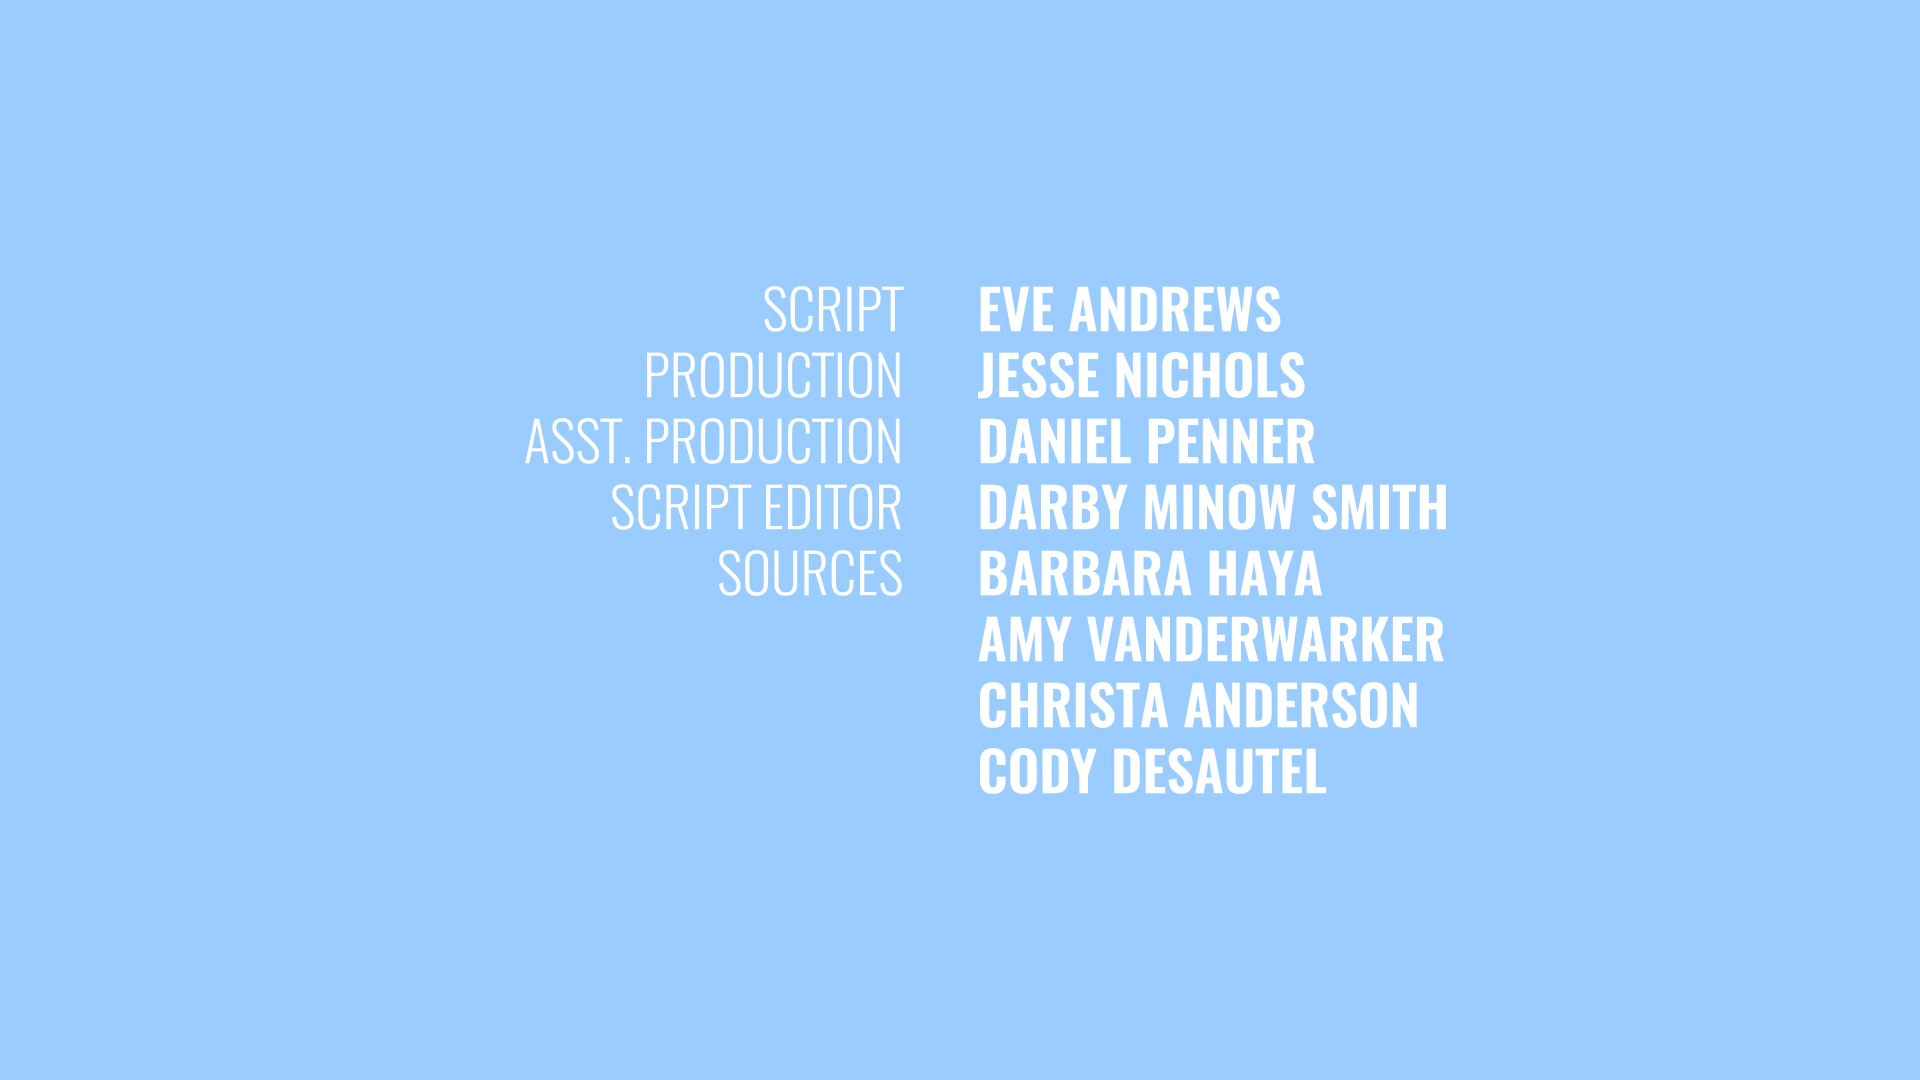 SCRIPT EVE ANDREWS
PRODUCTION JESSE NICHOLS
ASST. PRODUCTION DANIEL PENNER
SCRIPT EDITOR DARBY MINOW SMITH
SOURCES BARBARA HAYA
AMY VANDERWARKER
CHRISTA ANDERSON
CODY DESAUTEL